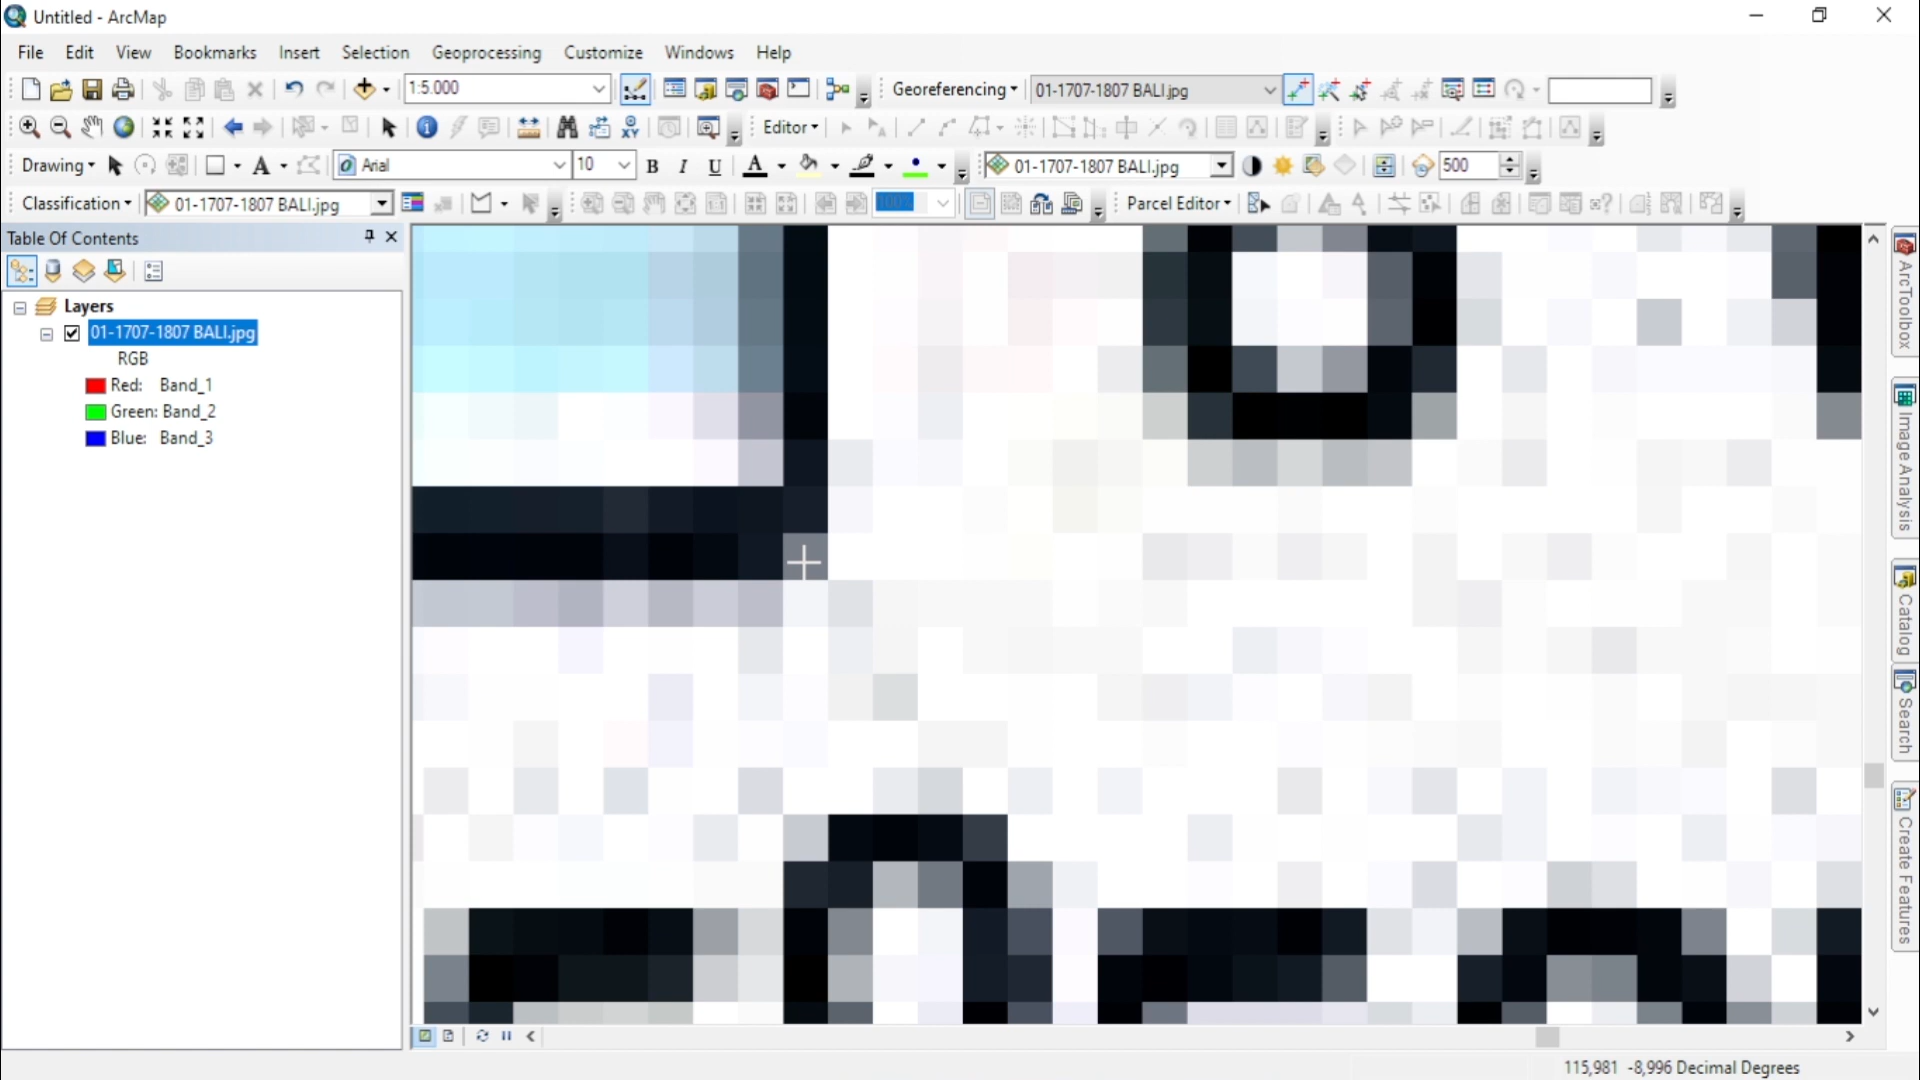 Untitled - ArcMap
File Edit View Bookmarks Insert Selection Geoprocessing Customize Windows Help
1:5.000 Georeferencing 01-1707-1807 BALI.jpg
Editor
Drawing A Arial 10 B I U A 01-1707-1807 BALI.jpg 500
Classification 01-1707-1807 BALI.jpg 100% Parcel Editor
Table Of Contents
Layers
01-1707-1807 BALI.jpg
RGB
Red: Band_1
Green: Band_2
Blue: Band_3
ArcToolbox
Image Analysis
Catalog
Search
Create Features
115,981 -8,996 Decimal Degrees